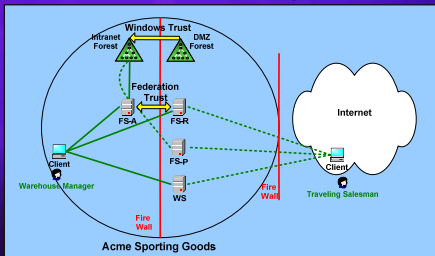 Windows Trust
Intranet
Forest
DMZ
Forest
Federation
Trust
FS-A
FS-R
Internet
FS-P
Client
Warehouse Manager
Client
Traveling Salesman
WS
Fire
Wall
Fire
Wall
Acme Sporting Goods